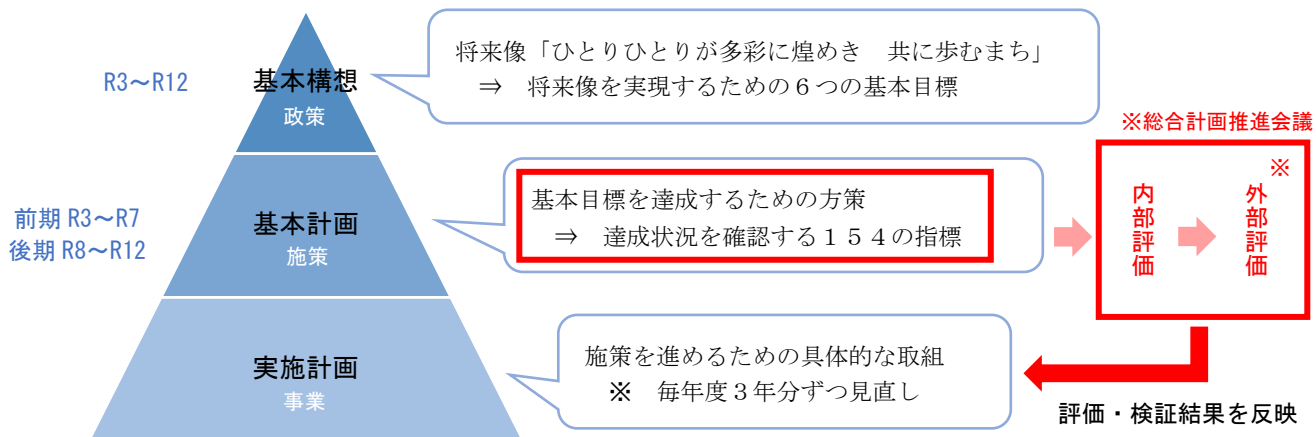 R3～R12
基本構想
政策
将来像「ひとりひとりが多彩に煌めき　共に歩むまち」
⇒　将来像を実現するための６つの基本目標
※総合計画推進会議
前期 R3～R7
後期 R8～R12
基本計画
施策
基本目標を達成するための方策
⇒　達成状況を確認する１５４の指標
内部評価
外部評価
※
実施計画
事業
施策を進めるための具体的な取組
※　毎年度３年分ずつ見直し
評価・検証結果を反映